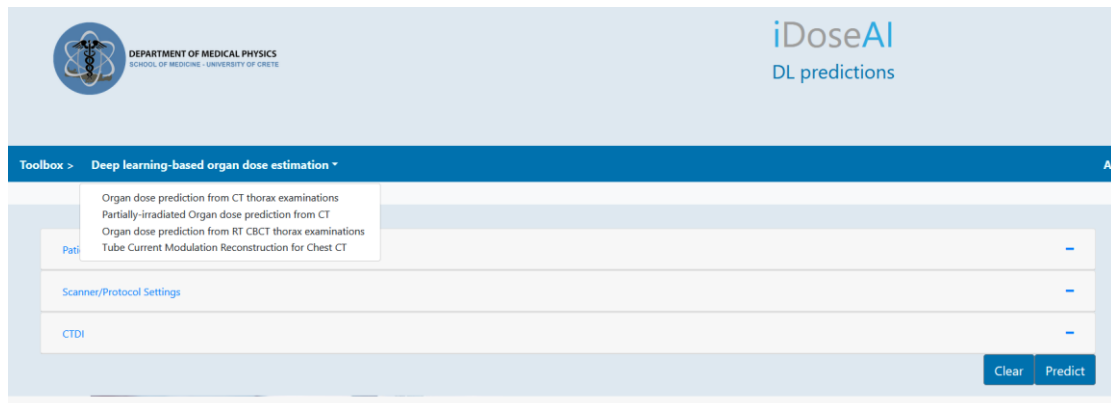 DEPARTMENT OF MEDICAL PHYSICS
SCHOOL OF MEDICINE - UNIVERSITY OF CRETE
iDoseAI
DL predictions
Toolbox > Deep learning-based organ dose estimation A
Organ dose prediction from CT thorax examinations
Partially-irradiated Organ dose prediction from CT
Organ dose prediction from RT CBCT thorax examinations
Tube Current Modulation Reconstruction for Chest CT
Pati
Scanner/Protocol Settings
CTDI
Clear Predict